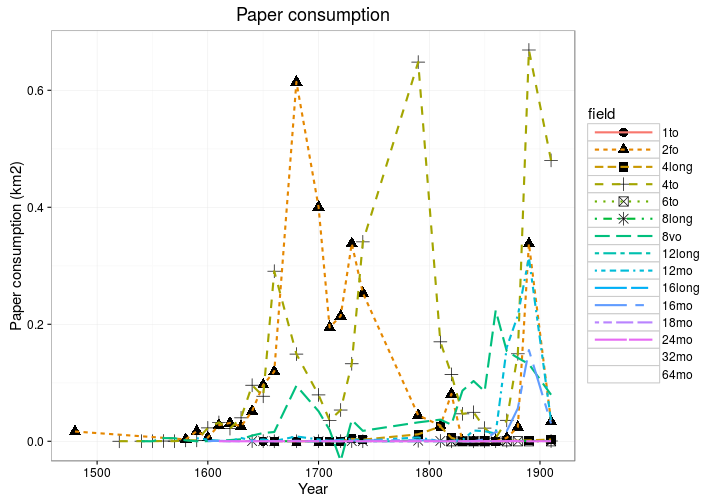 Paper consumption
Paper consumption (km2)
0.6
0.4
0.2
0.0
1500
1600
1700
1800
1900
Year
field
1to
2fo
4long
4to
6to
8long
8vo
12long
12mo
16long
16mo
18mo
24mo
32mo
64mo